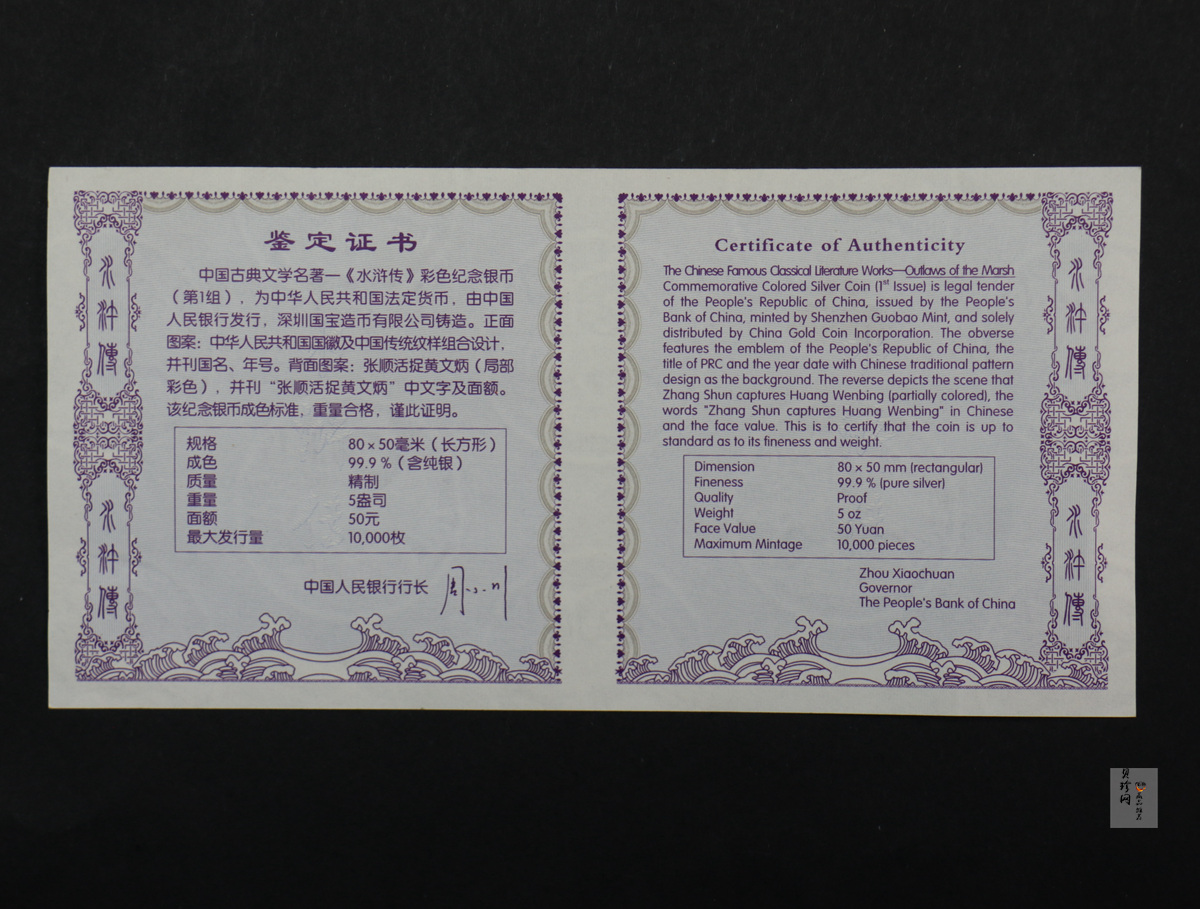 水浒傳
水浒傳
鉴定证书
中国古典文学名著—《水浒传》彩色纪念银币
（第1组），为中华人民共和国法定货币，由中国
人民银行发行，深圳国宝造币有限公司铸造。正面
图案：中华人民共和国国徽及中国传统纹样组合设计，
并刊国名、年号。背面图案：张顺活捉黄文炳（局部
彩色），并刊“张顺活捉黄文炳”中文字及面额。
该纪念银币成色标准，重量合格，谨此证明。
规格 80×50毫米（长方形）
成色 99.9％（含纯银）
质量 精制
重量 5盎司
面额 50元
最大发行量 10,000枚
中国人民银行行长 周小川
Certificate of Authenticity
The Chinese Famous Classical Literature Works—Outlaws of the Marsh
Commemorative Colored Silver Coin (1st Issue) is legal tender
of the People's Republic of China, issued by the People's
Bank of China, minted by Shenzhen Guobao Mint, and solely
distributed by China Gold Coin Incorporation. The obverse
features the emblem of the People's Republic of China, the
title of PRC and the year date with Chinese traditional pattern
design as the background. The reverse depicts the scene that
Zhang Shun captures Huang Wenbing (partially colored), the
words "Zhang Shun captures Huang Wenbing" in Chinese
and the face value. This is to certify that the coin is up to
standard as to its fineness and weight.
Dimension 80 × 50 mm (rectangular)
Fineness 99.9 % (pure silver)
Quality Proof
Weight 5 oz
Face Value 50 Yuan
Maximum Mintage 10,000 pieces
Zhou Xiaochuan
Governor
The People's Bank of China
水浒傳
水浒傳